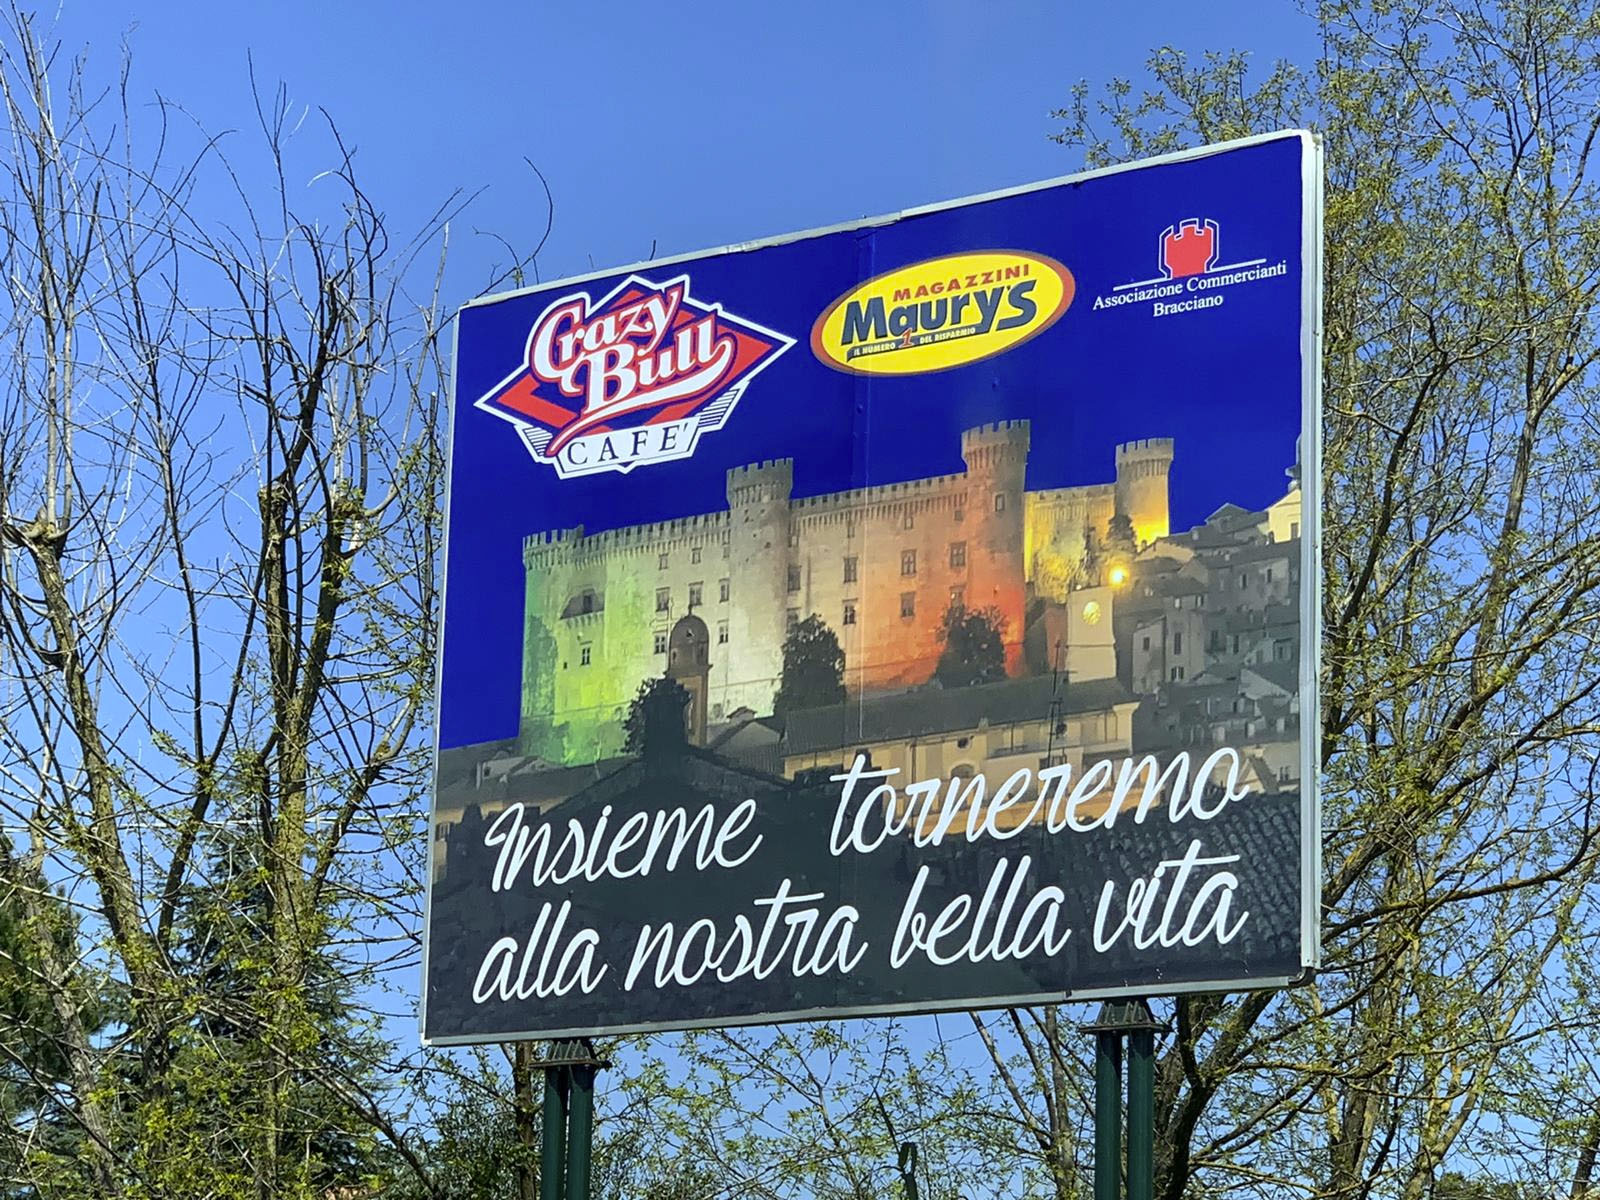 Crazy
Bull
CAFE'
MAGAZZINI
Maury's
IL NUMERO 1 DEL RISPARMIO
Associazione Commercianti
Bracciano
Insieme torneremo
alla nostra bella vita